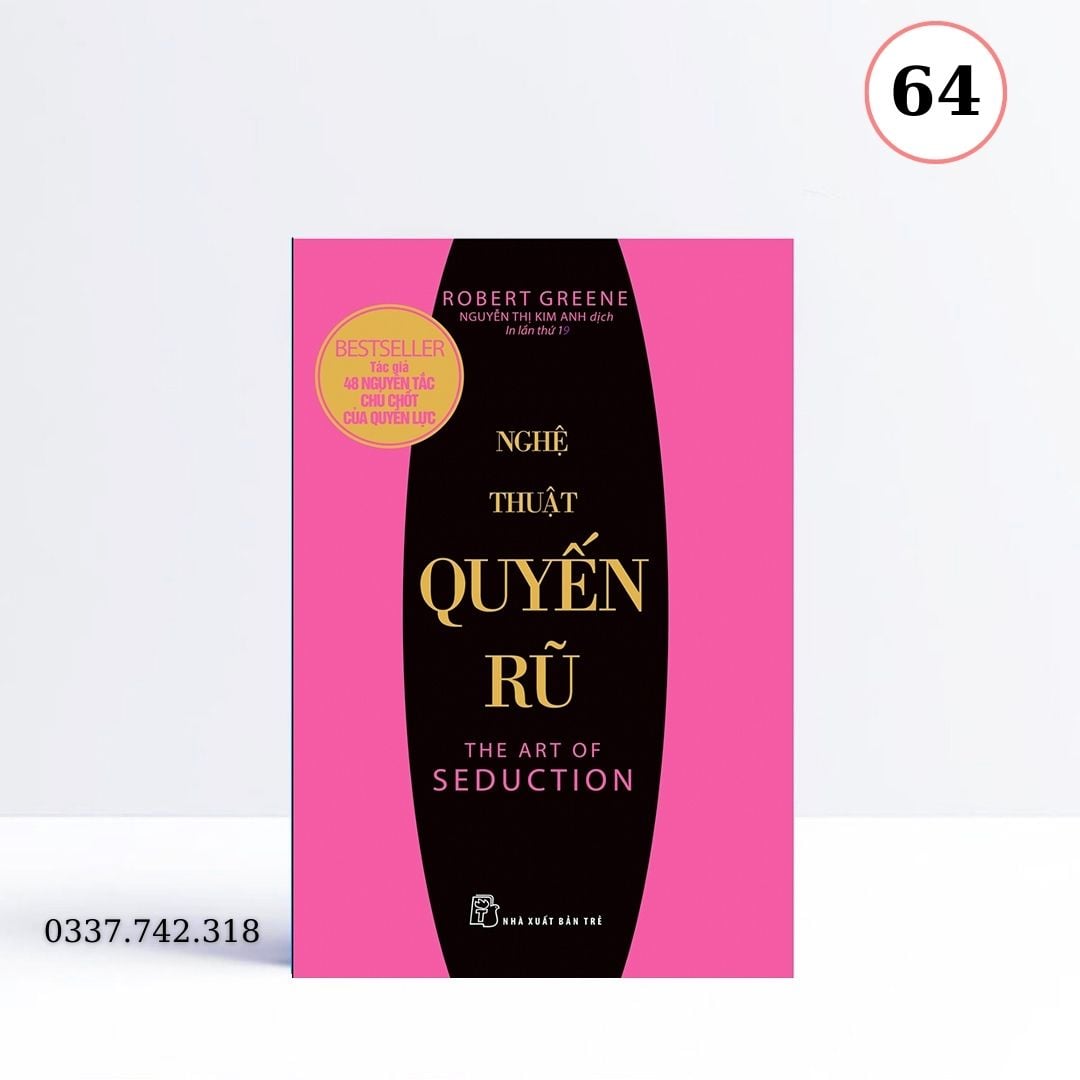 64
ROBERT GREENE
NGUYỄN THỊ KIM ANH dịch
In lần thứ 19
BESTSELLER
Tác giả
48 NGUYÊN TẮC
CHỦ CHỐT
CỦA QUYỀN LỰC
NGHỆ
THUẬT
QUYẾN
RŨ
THE ART OF
SEDUCTION
NHÀ XUẤT BẢN TRẺ
0337.742.318